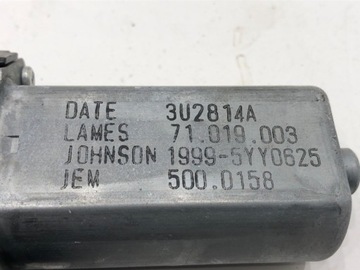 DATE 3U2814A
LAMES 71.019.003
JOHNSON 1999-5YY0625
JEM 500.0158